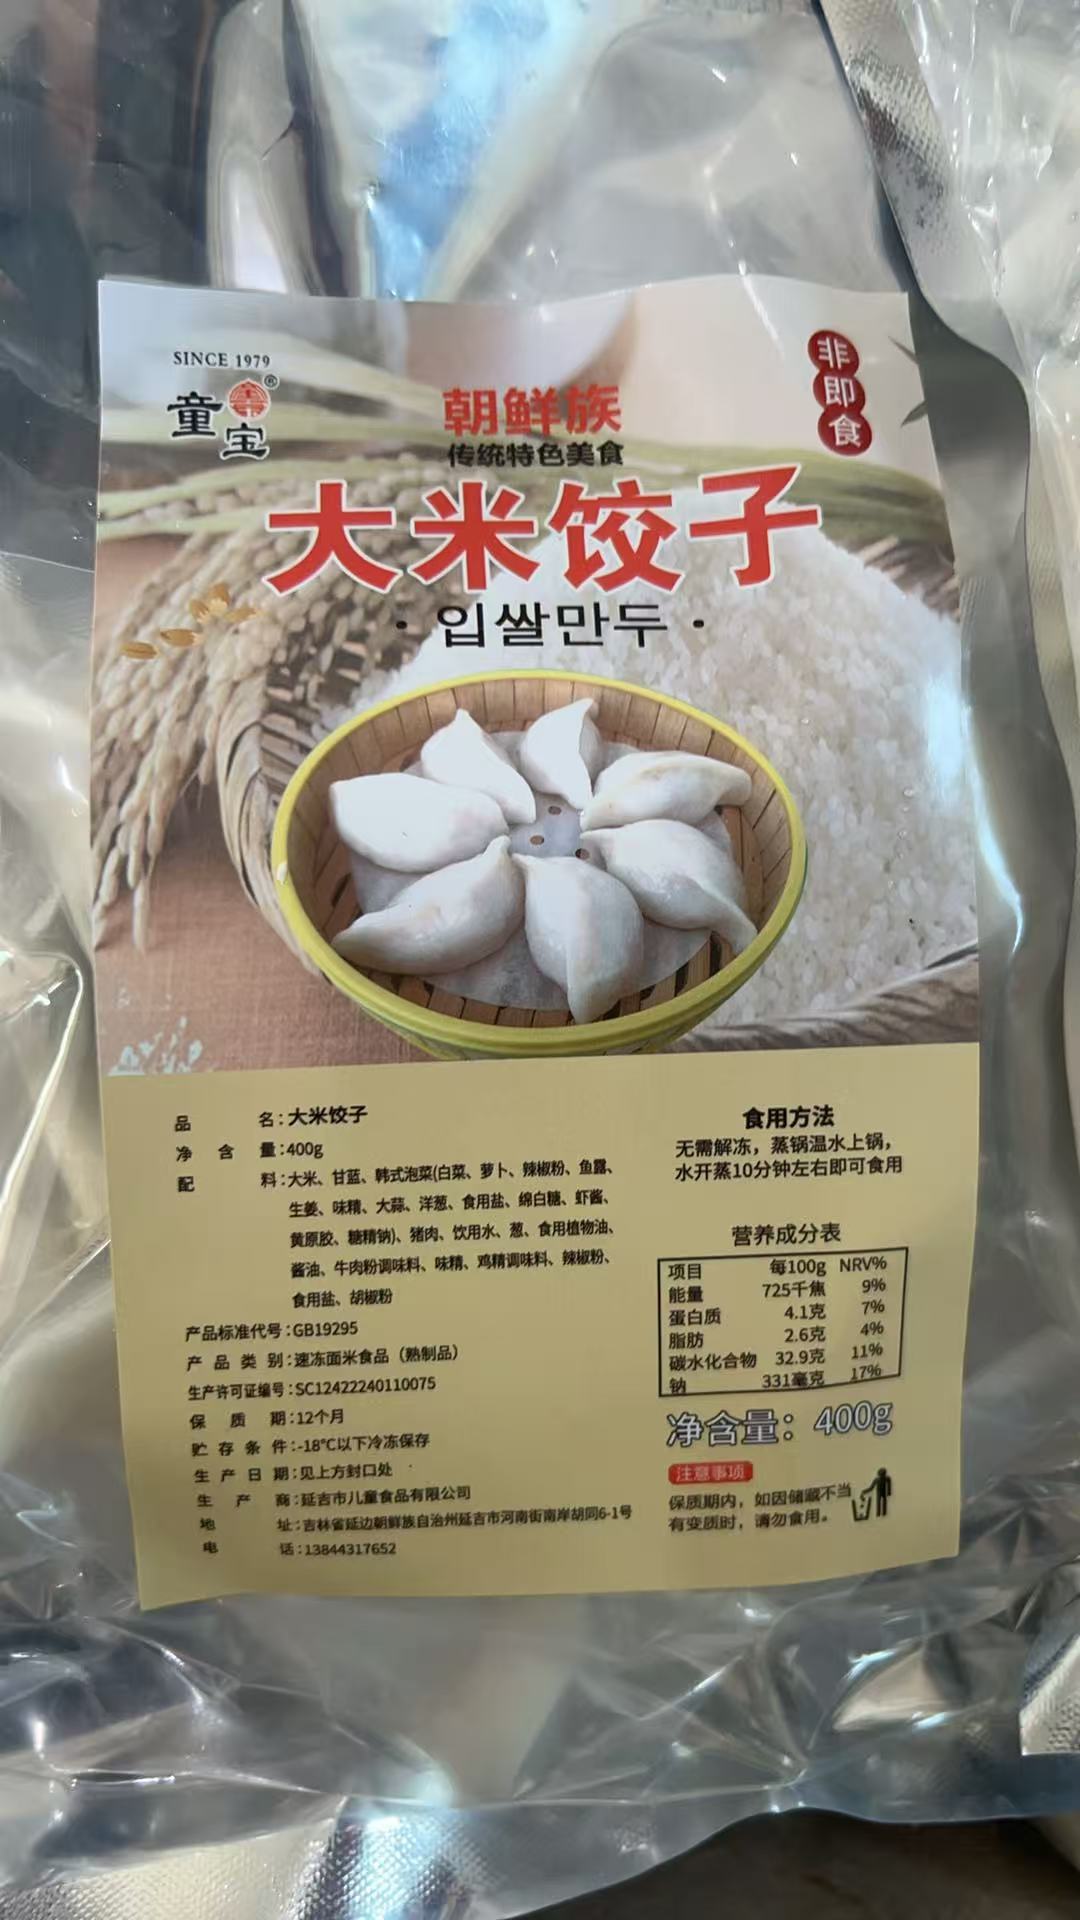 SINCE 1979
童宝®
非即食
朝鲜族
传统特色美食
大米饺子
·입쌀만두·
品名:大米饺子
净含量:400g
配料:大米、甘蓝、韩式泡菜(白菜、萝卜、辣椒粉、鱼露、
生姜、味精、大蒜、洋葱、食用盐、绵白糖、虾酱、
黄原胶、糖精钠)、猪肉、饮用水、葱、食用植物油、
酱油、牛肉粉调味料、味精、鸡精调味料、辣椒粉、
食用盐、胡椒粉
产品标准代号:GB19295
产品类别:速冻面米食品（熟制品）
生产许可证编号:SC12422240110075
保质期:12个月
贮存条件:-18℃以下冷冻保存
生产日期:见上方封口处
生产商:延吉市儿童食品有限公司
地址:吉林省延边朝鲜族自治州延吉市河南街南岸胡同6-1号
电话:13844317652
食用方法
无需解冻，蒸锅温水上锅，
水开蒸10分钟左右即可食用
营养成分表
项目 每100g NRV%
能量 725千焦 9%
蛋白质 4.1克 7%
脂肪 2.6克 4%
碳水化合物 32.9克 11%
钠 331毫克 17%
净含量：400g
注意事项
保质期内，如因储藏不当
有变质时，请勿食用。